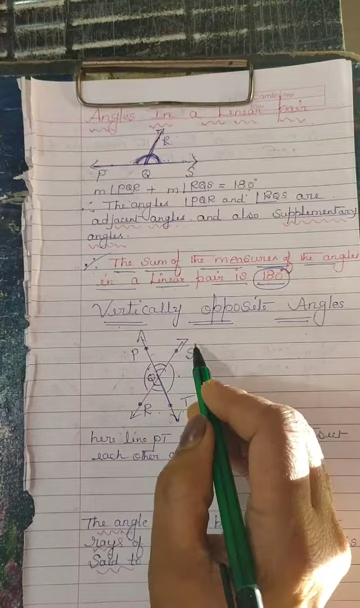 Angles in a Linear pair
R
P Q S
m∠PQR + m∠RQS = 180°
∴ The angles ∠PQR and ∠RQS are
adjacent angles and also supplementary
angles.
The sum of the measures of the angles
in a Linear pair is 180°
Vertically opposite Angles
P S
Q
R T
here line PT
each other
The angle
rays of
Said to